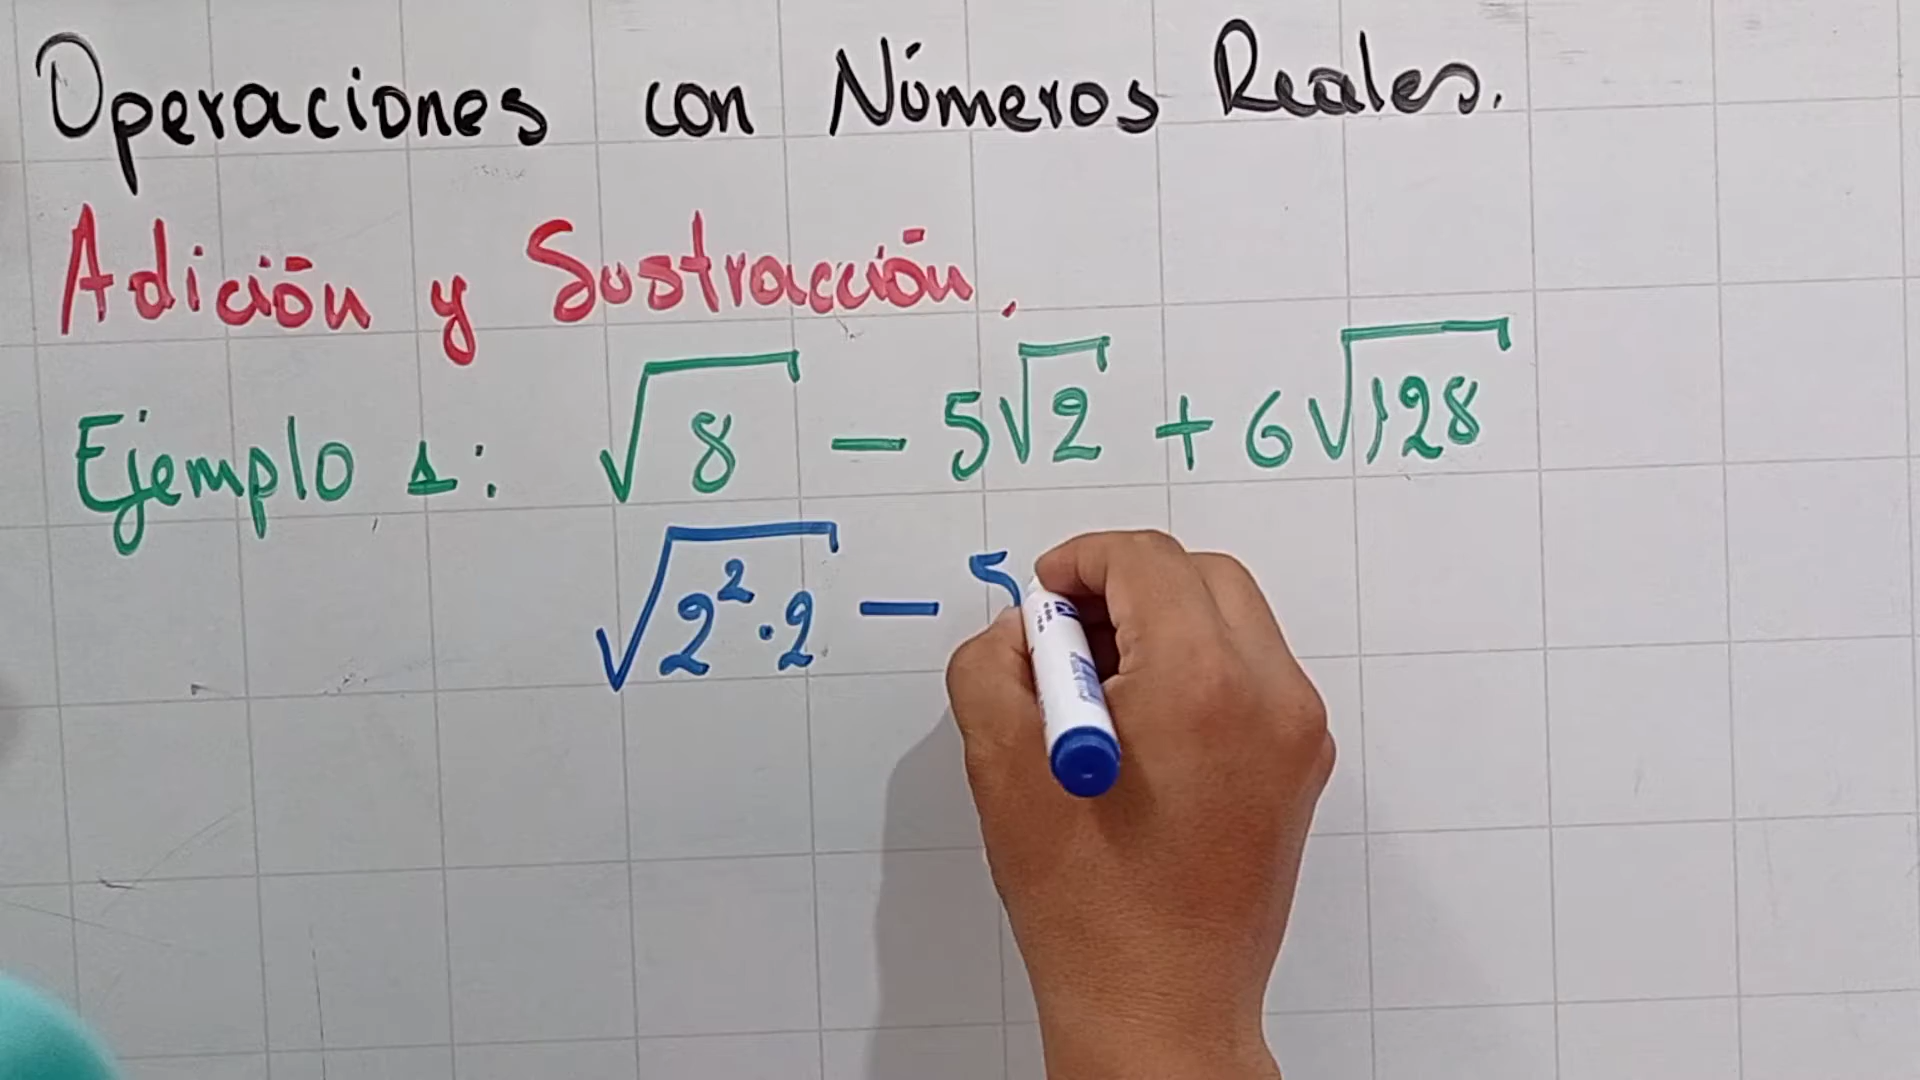 Operaciones con Números Reales.
Adición y Sustracción.
Ejemplo 1: √8 − 5√2 + 6√128
√2²·2 − 5